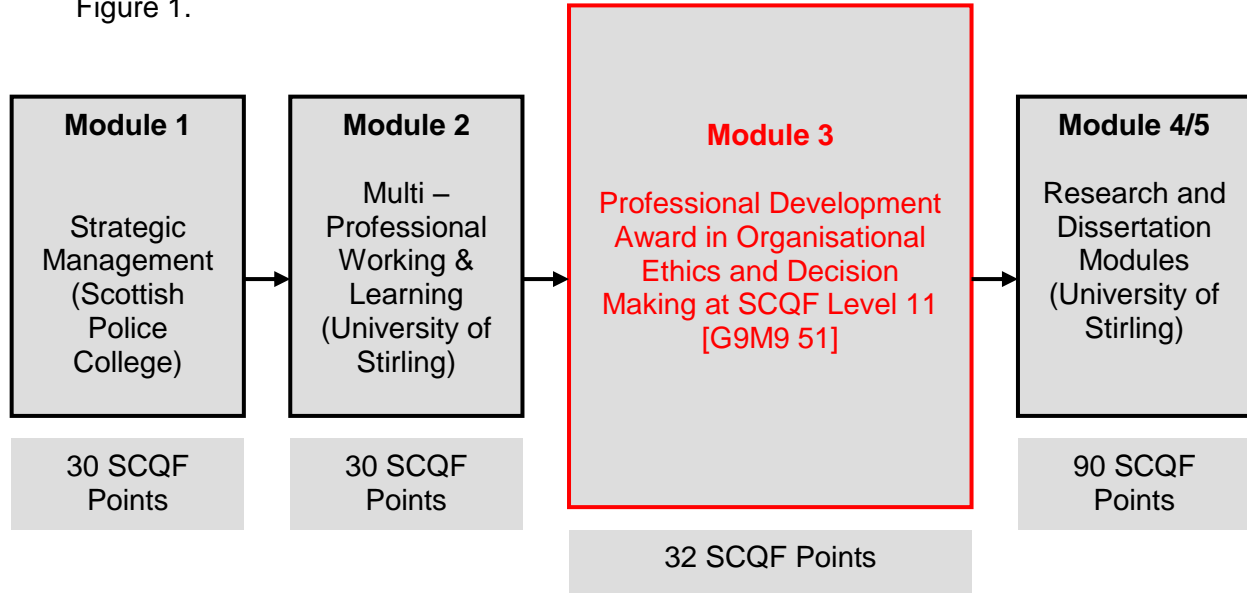 Figure 1.
Module 1
Strategic
Management
(Scottish
Police
College)
30 SCQF
Points
Module 2
Multi –
Professional
Working &
Learning
(University of
Stirling)
30 SCQF
Points
Module 3
Professional Development
Award in Organisational
Ethics and Decision
Making at SCQF Level 11
[G9M9 51]
32 SCQF Points
Module 4/5
Research and
Dissertation
Modules
(University of
Stirling)
90 SCQF
Points